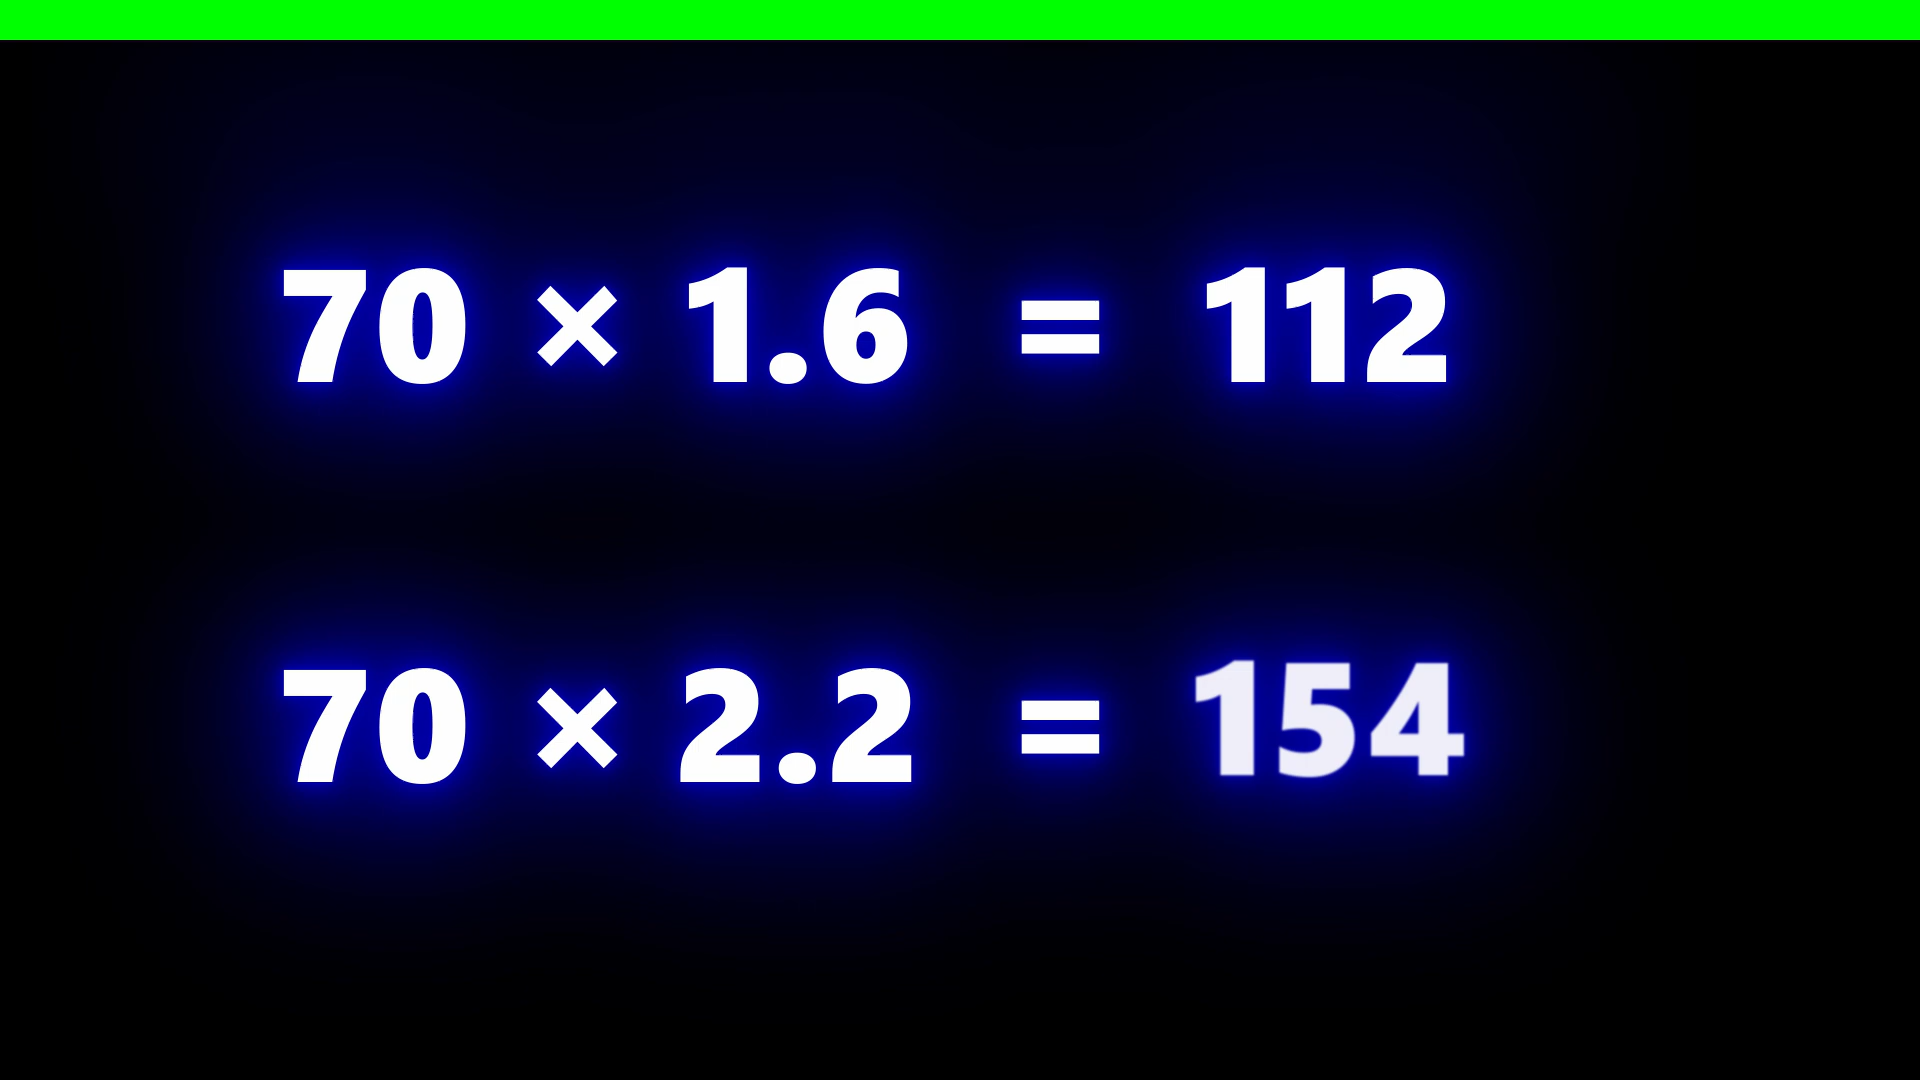 70 × 1.6 = 112
70 × 2.2 = 154